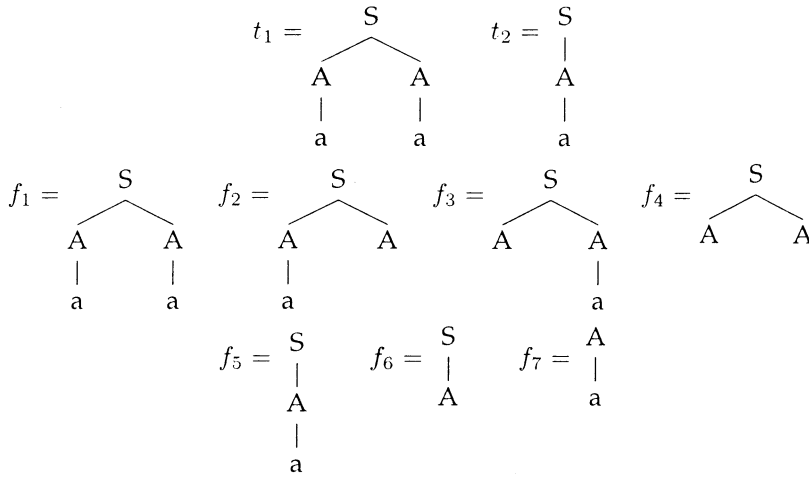 t1 = S t2 = S
A A A
a a a
f1 = S f2 = S f3 = S f4 = S
A A A A A A A A
a a a a
f5 = S f6 = S f7 = A
A A a
a